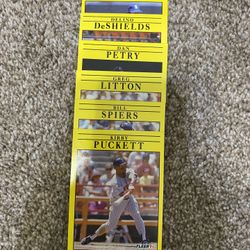 DELINO
DeSHIELDS
DAN
PETRY
GREG
LITTON
BILL
SPIERS
KIRBY
PUCKETT
FLEER